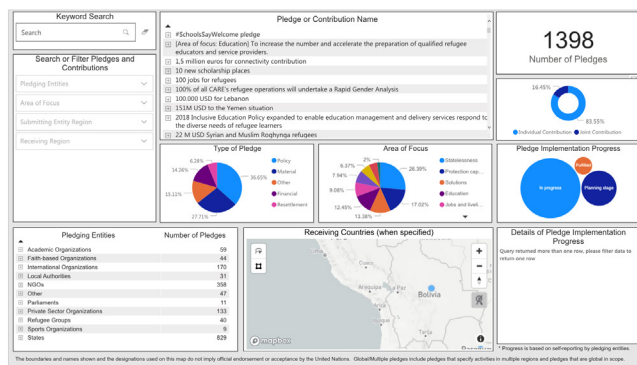 Keyword Search
Search
Search or Filter Pledges and
Contributions
Pledging Entities
Area of Focus
Submitting Entity Region
Receiving Region
Pledge or Contribution Name
#SchoolsSayWelcome pledge
[Area of focus: Education] To increase the number and accelerate the preparation of qualified refugee
educators and service providers.
1,5 million euros for connectivity contribution
10 new scholarship places
100 jobs for refugees
100% of all CARE's refugee operations will undertake a Rapid Gender Analysis
100.000 USD for Lebanon
151M USD to the Yemen situation
2018 Inclusive Education Policy expanded to enable education management and delivery services respond to
the diverse needs of refugee learners
22 M USD Syrian and Muslim Roghynqa refugees
1398
Number of Pledges
16.45%
83.55%
Individual Contribution
Joint Contribution
Type of Pledge
6.26%
14.36%
15.11%
27.71%
36.65%
Policy
Material
Other
Financial
Resettlement
Area of Focus
2%
6.37%
7.94%
9.08%
12.45%
13.38%
17.02%
26.39%
Statelessness
Protection cap...
Solutions
Education
Jobs and liveli...
Pledge Implementation Progress
In progress
Fulfilled
Planning stage
Pledging Entities Number of Pledges
Academic Organizations 59
Faith-based Organizations 44
International Organizations 170
Local Authorities 31
NGOs 358
Other 47
Parliaments 11
Private Sector Organizations 133
Refugee Groups 40
Sports Organizations 9
States 829
Receiving Countries (when specified)
Lima
Cusco
Arequipa
La Paz
Bolivia
Arica
Iquique
Tarija
mapbox
Details of Pledge Implementation
Progress
Query returned more than one row, please filter data to
return one row
* Progress is based on self-reporting by pledging entities.
The boundaries and names shown and the designations used on this map do not imply official endorsement or acceptance by the United Nations. Global/Multiple pledges include pledges that specify activities in multiple regions and pledges that are global in scope.